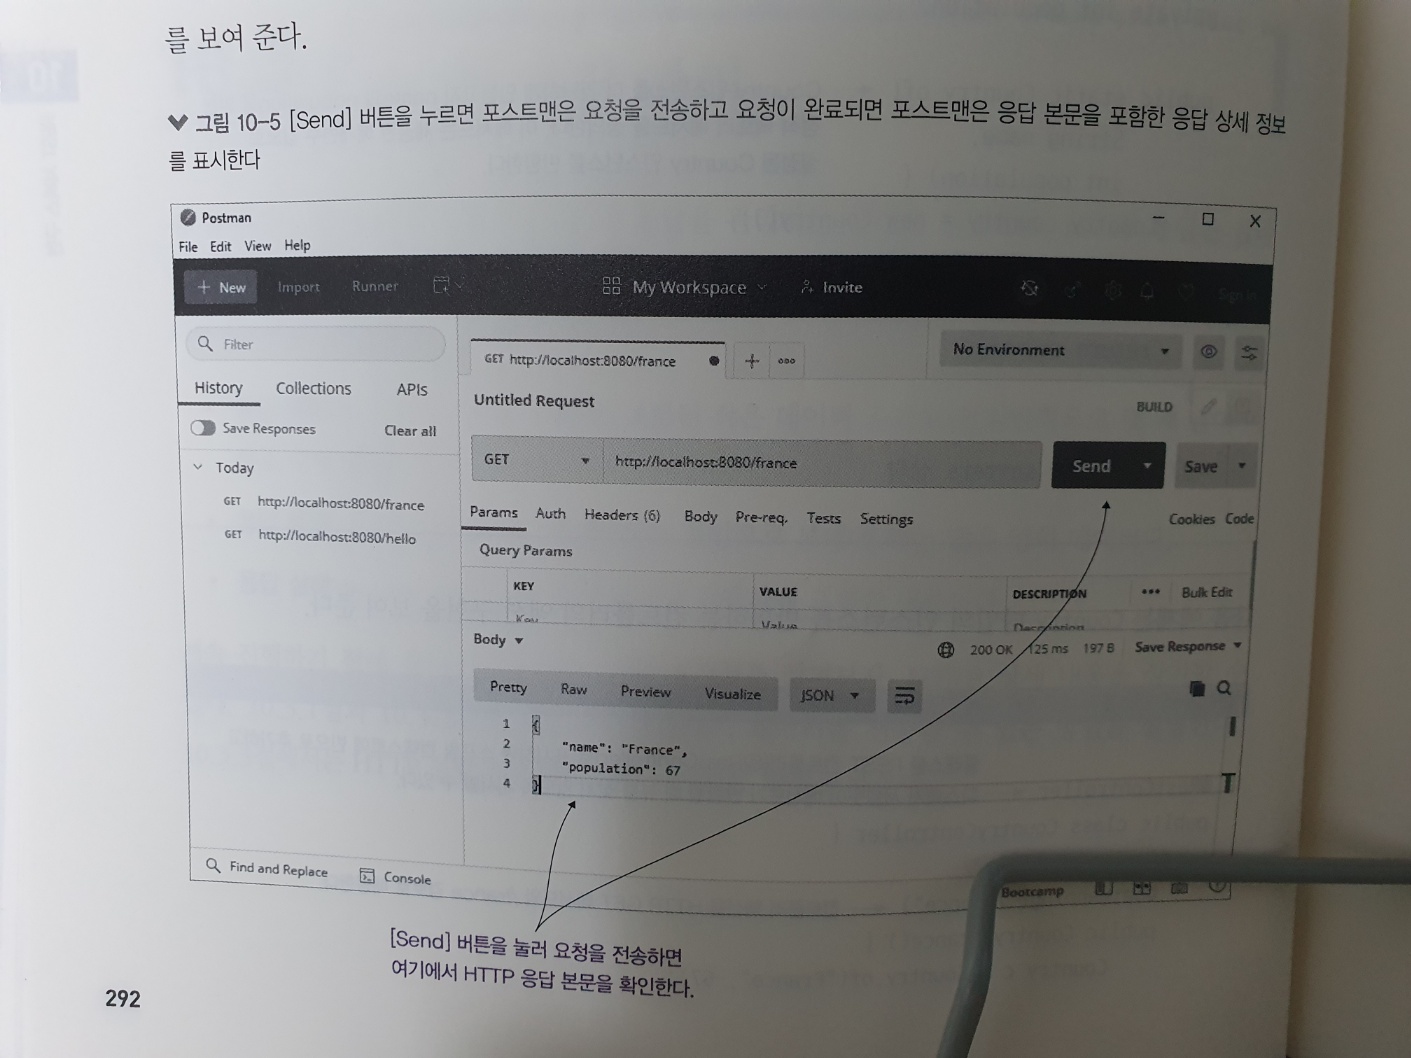 를 보여 준다.
그림 10-5 [Send] 버튼을 누르면 포스트맨은 요청을 전송하고 요청이 완료되면 포스트맨은 응답 본문을 포함한 응답 상세 정보
를 표시한다
Postman
File Edit View Help
+ New Import Runner My Workspace Invite Sign In
Filter
GET http://localhost:8080/france
No Environment
History Collections APIs
Untitled Request
BUILD
Save Responses Clear all
GET http://localhost:8080/france Send Save
Today
GET http://localhost:8080/france
GET http://localhost:8080/hello
Params Auth Headers (6) Body Pre-req. Tests Settings Cookies Code
Query Params
KEY VALUE DESCRIPTION ••• Bulk Edit
Key Value Description
Body 200 OK 125 ms 197 B Save Response
Pretty Raw Preview Visualize JSON
1 {
2 "name": "France",
3 "population": 67
4 }
Find and Replace Console Bootcamp
[Send] 버튼을 눌러 요청을 전송하면
여기에서 HTTP 응답 본문을 확인한다.
292